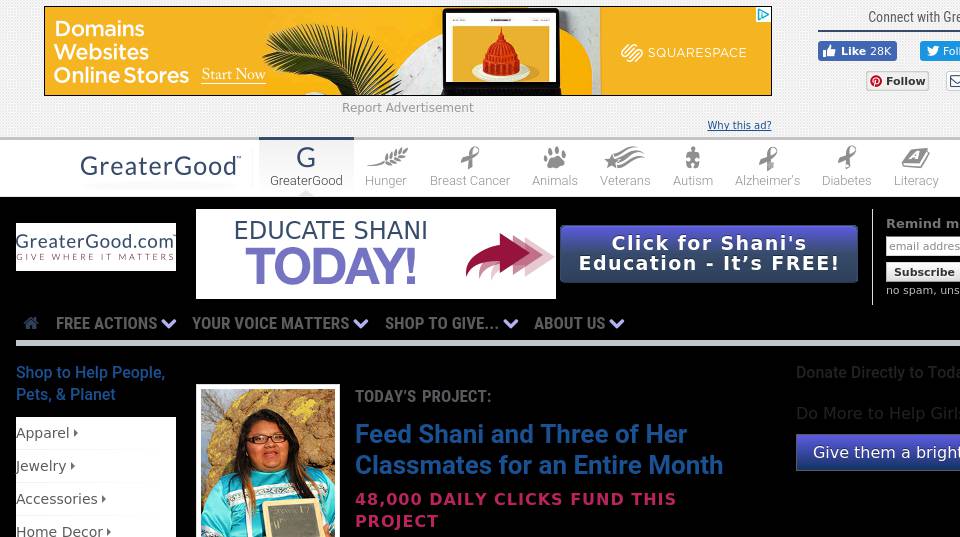 Domains
Websites
Online Stores Start Now
SQUARESPACE
Report Advertisement
Why this ad?
Connect with Gre
Like 28K
Foll
Follow
GreaterGood™
G
GreaterGood
Hunger
Breast Cancer
Animals
Veterans
Autism
Alzheimer's
Diabetes
Literacy
GreaterGood.com
GIVE WHERE IT MATTERS
EDUCATE SHANI
TODAY!
Click for Shani's
Education - It’s FREE!
Remind m
email addres
Subscribe
no spam, uns
FREE ACTIONS
YOUR VOICE MATTERS
SHOP TO GIVE...
ABOUT US
Shop to Help People,
Pets, & Planet
Apparel
Jewelry
Accessories
Home Decor
TODAY'S PROJECT:
Feed Shani and Three of Her
Classmates for an Entire Month
48,000 DAILY CLICKS FUND THIS
PROJECT
Donate Directly to Toda
Do More to Help Girls
Give them a bright